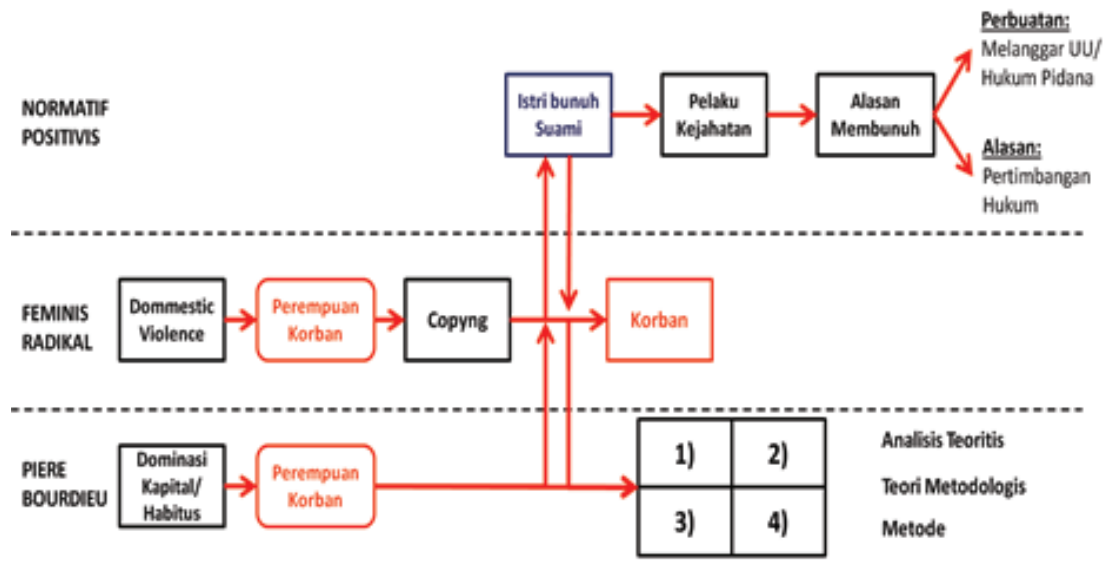 NORMATIF
POSITIVIS
Istri bunuh
Suami
Pelaku
Kejahatan
Alasan
Membunuh
Perbuatan:
Melanggar UU/
Hukum Pidana
Alasan:
Pertimbangan
Hukum
FEMINIS
RADIKAL
Dommestic
Violence
Perempuan
Korban
Copyng
Korban
PIERE
BOURDIEU
Dominasi
Kapital/
Habitus
Perempuan
Korban
1) 2)
3) 4)
Analisis Teoritis
Teori Metodologis
Metode